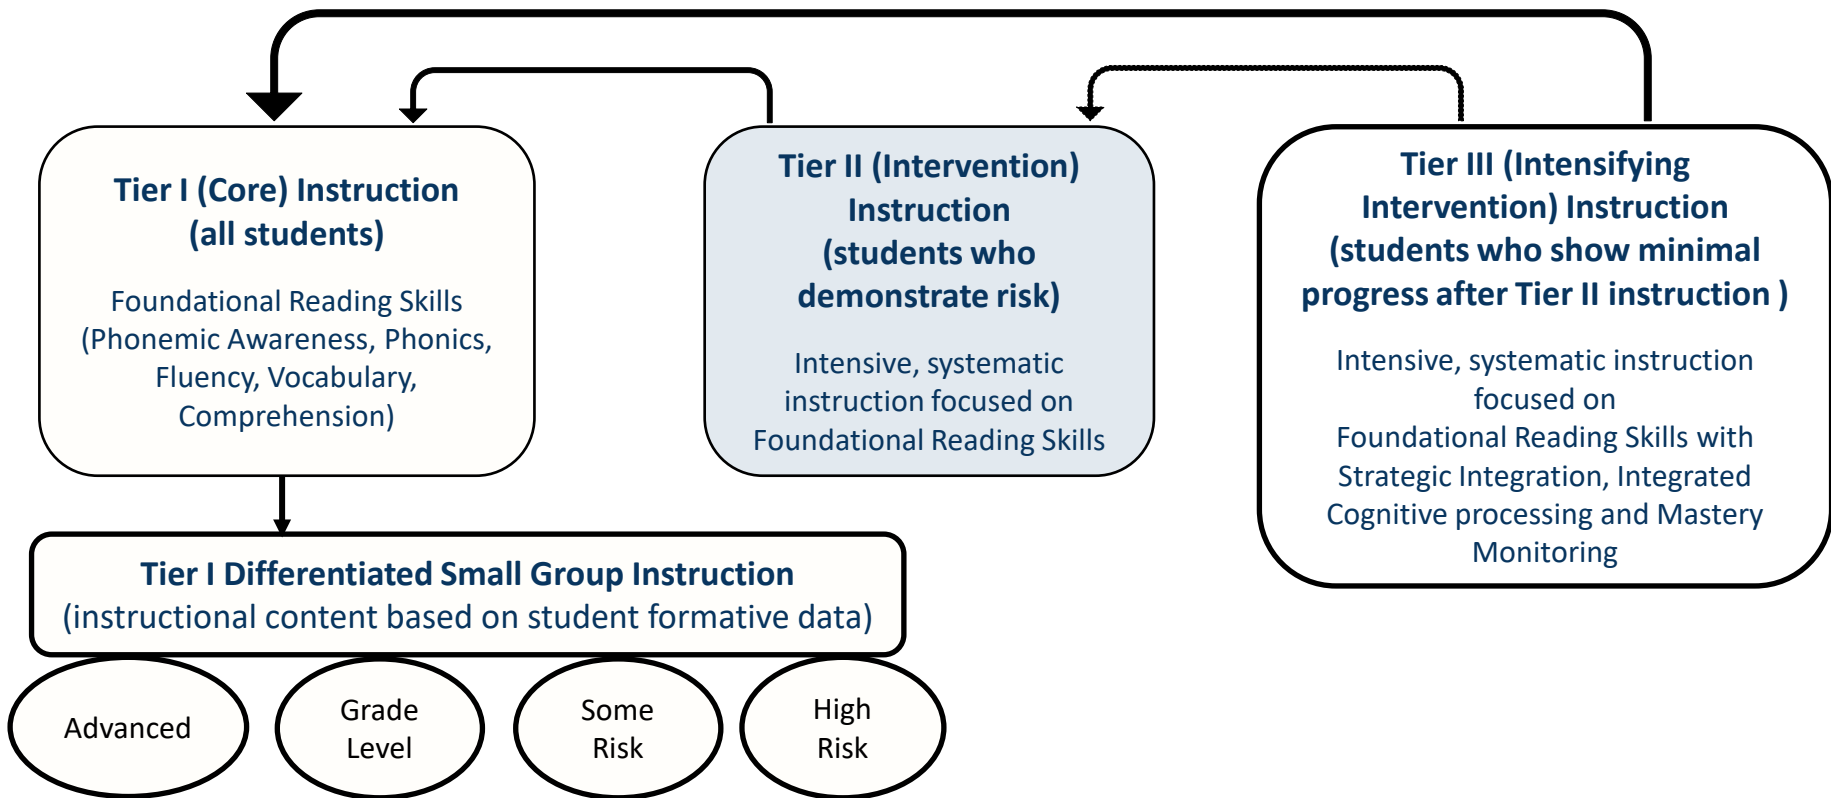 Tier I (Core) Instruction
(all students)
Foundational Reading Skills
(Phonemic Awareness, Phonics,
Fluency, Vocabulary,
Comprehension)
Tier II (Intervention)
Instruction
(students who
demonstrate risk)
Intensive, systematic
instruction focused on
Foundational Reading Skills
Tier III (Intensifying
Intervention) Instruction
(students who show minimal
progress after Tier II instruction )
Intensive, systematic instruction
focused on
Foundational Reading Skills with
Strategic Integration, Integrated
Cognitive processing and Mastery
Monitoring
Tier I Differentiated Small Group Instruction
(instructional content based on student formative data)
Advanced
Grade
Level
Some
Risk
High
Risk